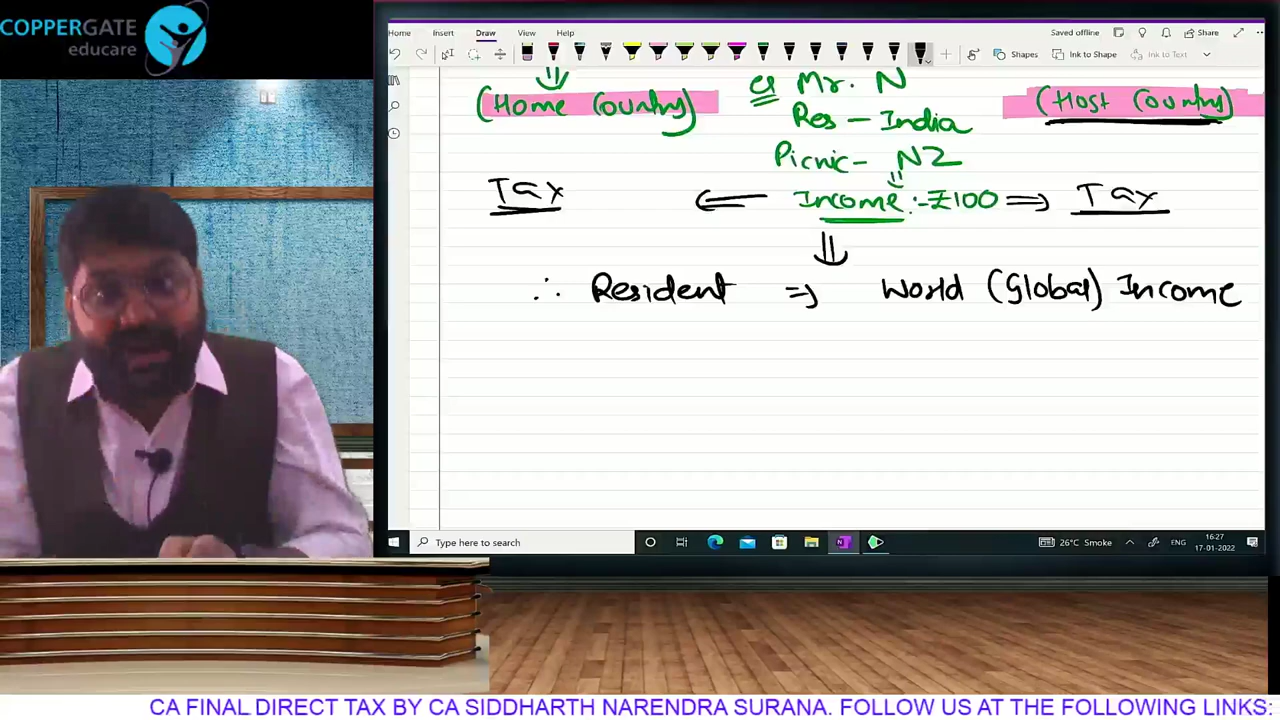 COPPERGATE
educare
Home Insert Draw View Help
Saved offline
Share
Shapes
Ink to Shape
Ink to Text
(Home Country)
eg Mr. N
(Host Country)
Res - India
Picnic - NZ
Tax
Income :- ₹100
Tax
∴ Resident ⇒ World (Global) Income
Type here to search
26°C Smoke
ENG
16:27
17-01-2022
CA FINAL DIRECT TAX BY CA SIDDHARTH NARENDRA SURANA. FOLLOW US AT THE FOLLOWING LINKS: